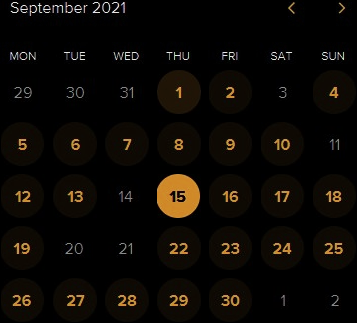 September 2021
MON TUE WED THU FRI SAT SUN
29 30 31 1 2 3 4
5 6 7 8 9 10 11
12 13 14 15 16 17 18
19 20 21 22 23 24 25
26 27 28 29 30 1 2